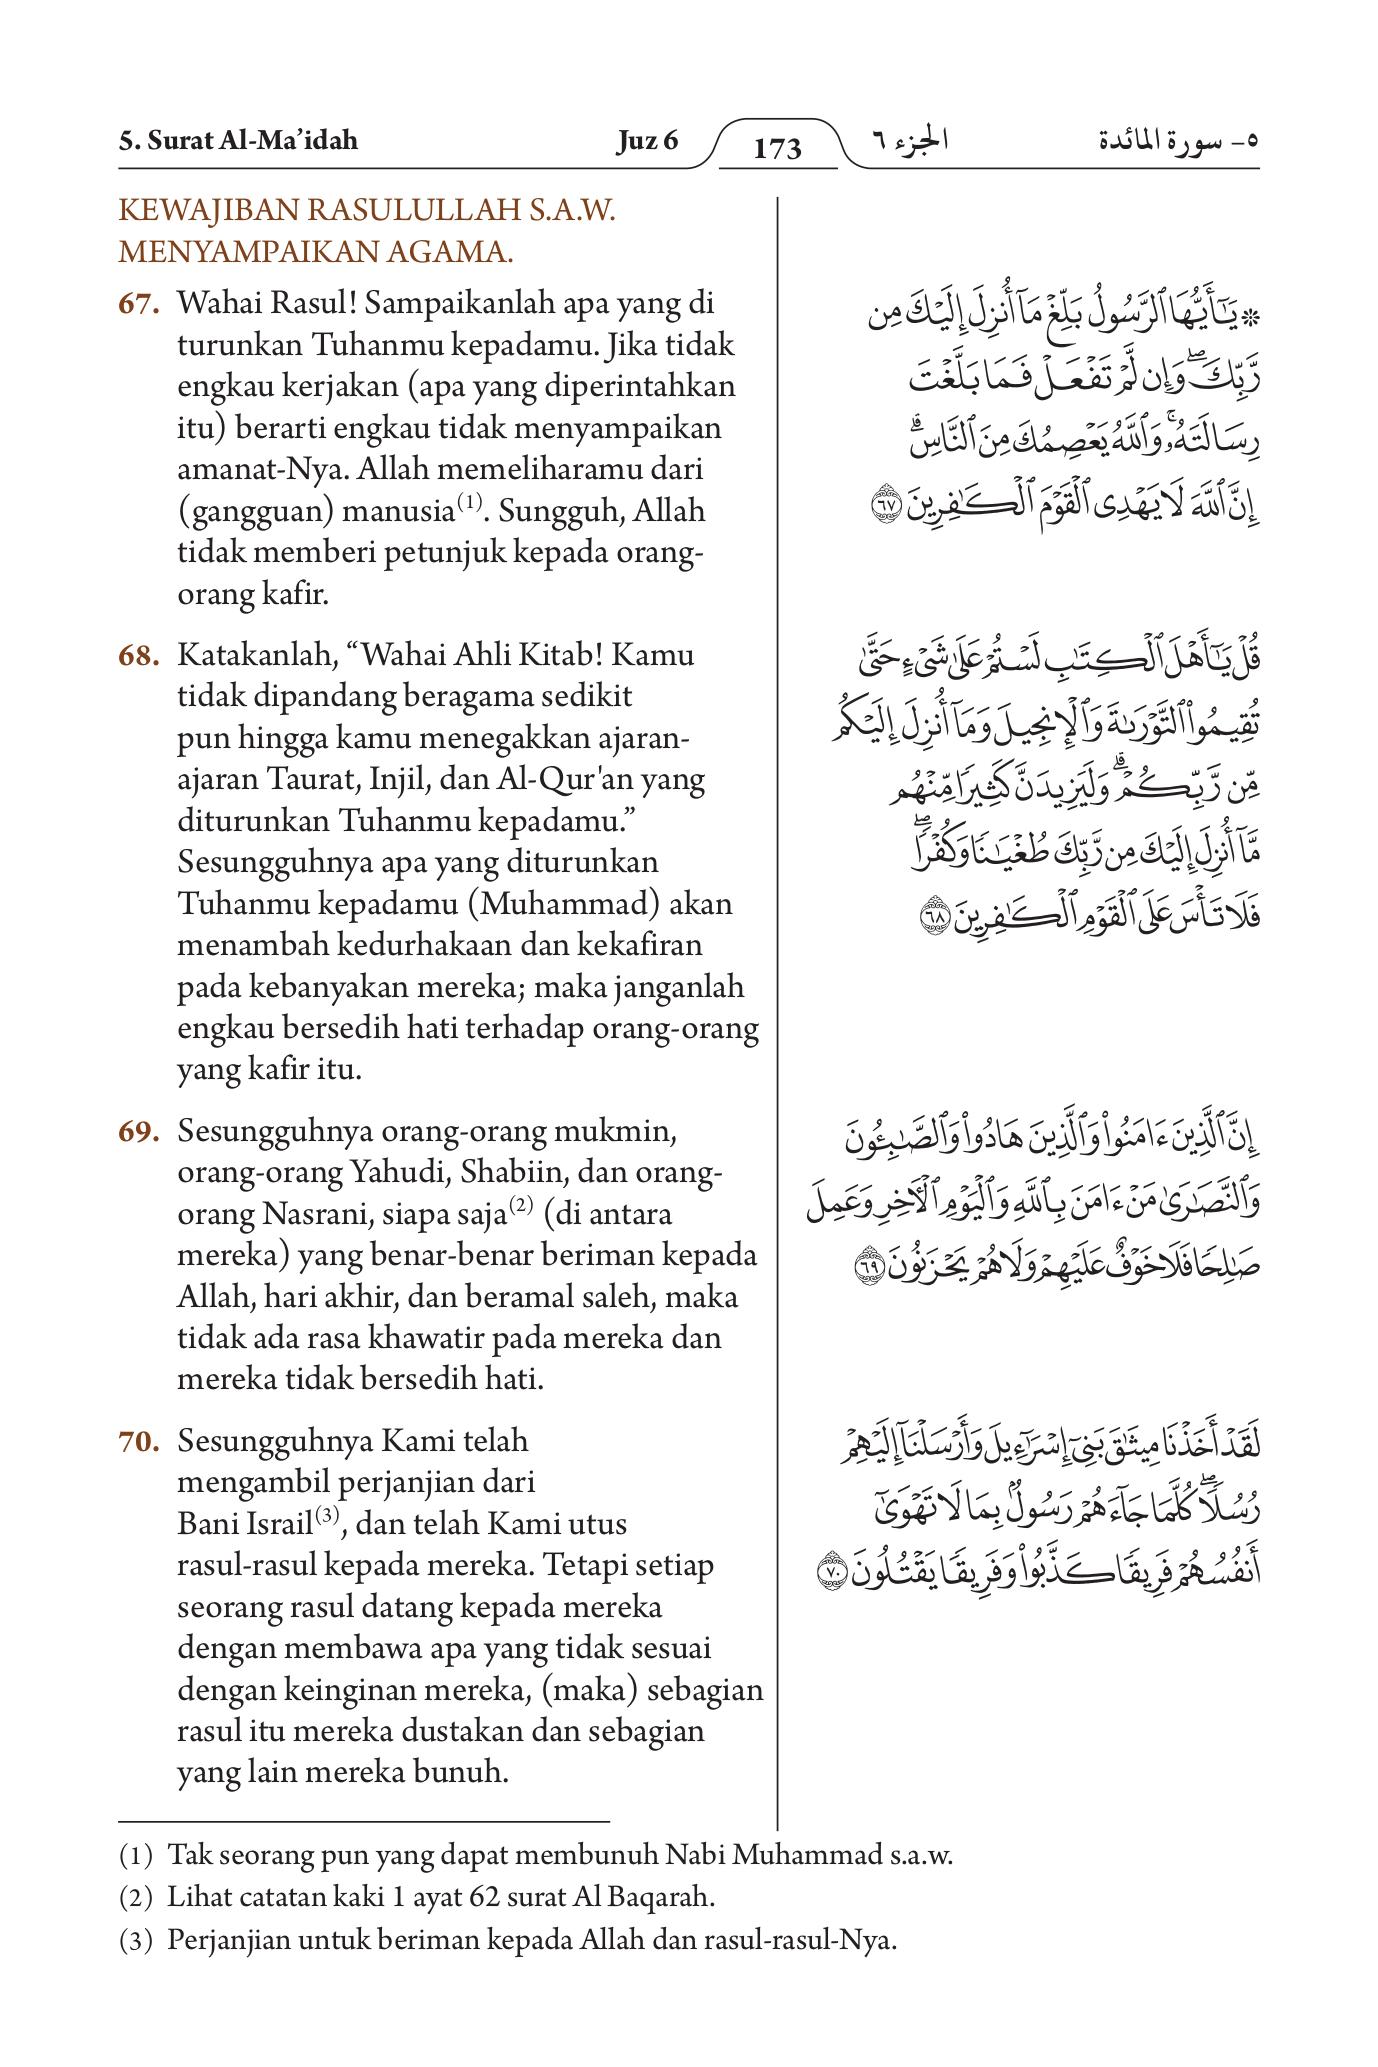 5. Surat Al-Ma’idah Juz 6 173 الجزء ٦ ٥- سورة المائدة
KEWAJIBAN RASULULLAH S.A.W.
MENYAMPAIKAN AGAMA.
67. Wahai Rasul! Sampaikanlah apa yang di
turunkan Tuhanmu kepadamu. Jika tidak
engkau kerjakan (apa yang diperintahkan
itu) berarti engkau tidak menyampaikan
amanat-Nya. Allah memeliharamu dari
(gangguan) manusia(1). Sungguh, Allah
tidak memberi petunjuk kepada orang-
orang kafir.
68. Katakanlah, “Wahai Ahli Kitab! Kamu
tidak dipandang beragama sedikit
pun hingga kamu menegakkan ajaran-
ajaran Taurat, Injil, dan Al-Qur'an yang
diturunkan Tuhanmu kepadamu.”
Sesungguhnya apa yang diturunkan
Tuhanmu kepadamu (Muhammad) akan
menambah kedurhakaan dan kekafiran
pada kebanyakan mereka; maka janganlah
engkau bersedih hati terhadap orang-orang
yang kafir itu.
69. Sesungguhnya orang-orang mukmin,
orang-orang Yahudi, Shabiin, dan orang-
orang Nasrani, siapa saja(2) (di antara
mereka) yang benar-benar beriman kepada
Allah, hari akhir, dan beramal saleh, maka
tidak ada rasa khawatir pada mereka dan
mereka tidak bersedih hati.
70. Sesungguhnya Kami telah
mengambil perjanjian dari
Bani Israil(3), dan telah Kami utus
rasul-rasul kepada mereka. Tetapi setiap
seorang rasul datang kepada mereka
dengan membawa apa yang tidak sesuai
dengan keinginan mereka, (maka) sebagian
rasul itu mereka dustakan dan sebagian
yang lain mereka bunuh.
۞ يَٰٓأَيُّهَا ٱلرَّسُولُ بَلِّغْ مَآ أُنزِلَ إِلَيْكَ مِن
رَّبِّكَۖ وَإِن لَّمْ تَفْعَلْ فَمَا بَلَّغْتَ
رِسَالَتَهُۥۚ وَٱللَّهُ يَعْصِمُكَ مِنَ ٱلنَّاسِۗ
إِنَّ ٱللَّهَ لَا يَهْدِى ٱلْقَوْمَ ٱلْكَٰفِرِينَ ٦٧
قُلْ يَٰٓأَهْلَ ٱلْكِتَٰبِ لَسْتُمْ عَلَىٰ شَىْءٍ حَتَّىٰ
تُقِيمُوا۟ ٱلتَّوْرَىٰةَ وَٱلْإِنجِيلَ وَمَآ أُنزِلَ إِلَيْكُم
مِّن رَّبِّكُمْۗ وَلَيَزِيدَنَّ كَثِيرًا مِّنْهُم
مَّآ أُنزِلَ إِلَيْكَ مِن رَّبِّكَ طُغْيَٰنًا وَكُفْرًاۖ
فَلَا تَأْسَ عَلَى ٱلْقَوْمِ ٱلْكَٰفِرِينَ ٦٨
إِنَّ ٱلَّذِينَ ءَامَنُوا۟ وَٱلَّذِينَ هَادُوا۟ وَٱلصَّٰبِـُٔونَ
وَٱلنَّصَٰرَىٰ مَنْ ءَامَنَ بِٱللَّهِ وَٱلْيَوْمِ ٱلْءَاخِرِ وَعَمِلَ
صَٰلِحًا فَلَا خَوْفٌ عَلَيْهِمْ وَلَا هُمْ يَحْزَنُونَ ٦٩
لَقَدْ أَخَذْنَا مِيثَٰقَ بَنِىٓ إِسْرَٰٓءِيلَ وَأَرْسَلْنَآ إِلَيْهِمْ
رُسُلًاۖ كُلَّمَا جَآءَهُمْ رَسُولٌۢ بِمَا لَا تَهْوَىٰٓ
أَنفُسُهُمْ فَرِيقًا كَذَّبُوا۟ وَفَرِيقًا يَقْتُلُونَ ٧٠
(1) Tak seorang pun yang dapat membunuh Nabi Muhammad s.a.w.
(2) Lihat catatan kaki 1 ayat 62 surat Al Baqarah.
(3) Perjanjian untuk beriman kepada Allah dan rasul-rasul-Nya.